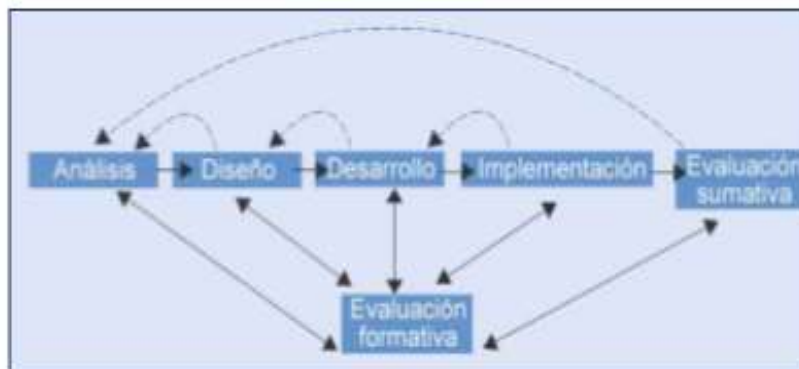 Análisis
Diseño
Desarrollo
Implementación
Evaluación
sumativa
Evaluación
formativa